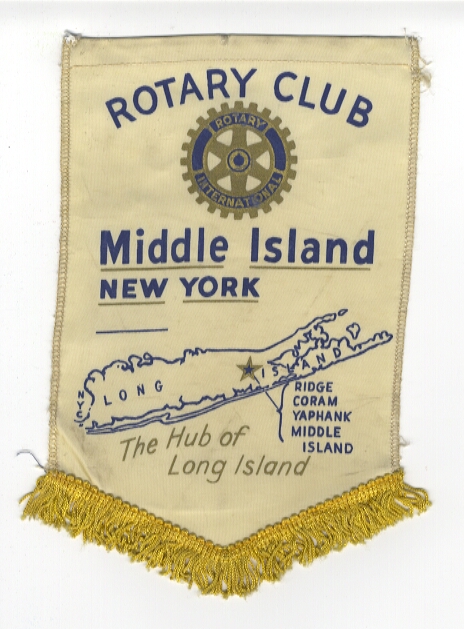 ROTARY CLUB
ROTARY
INTERNATIONAL
Middle Island
NEW YORK
NYC
LONG ISLAND
RIDGE
CORAM
YAPHANK
MIDDLE
ISLAND
The Hub of
Long Island